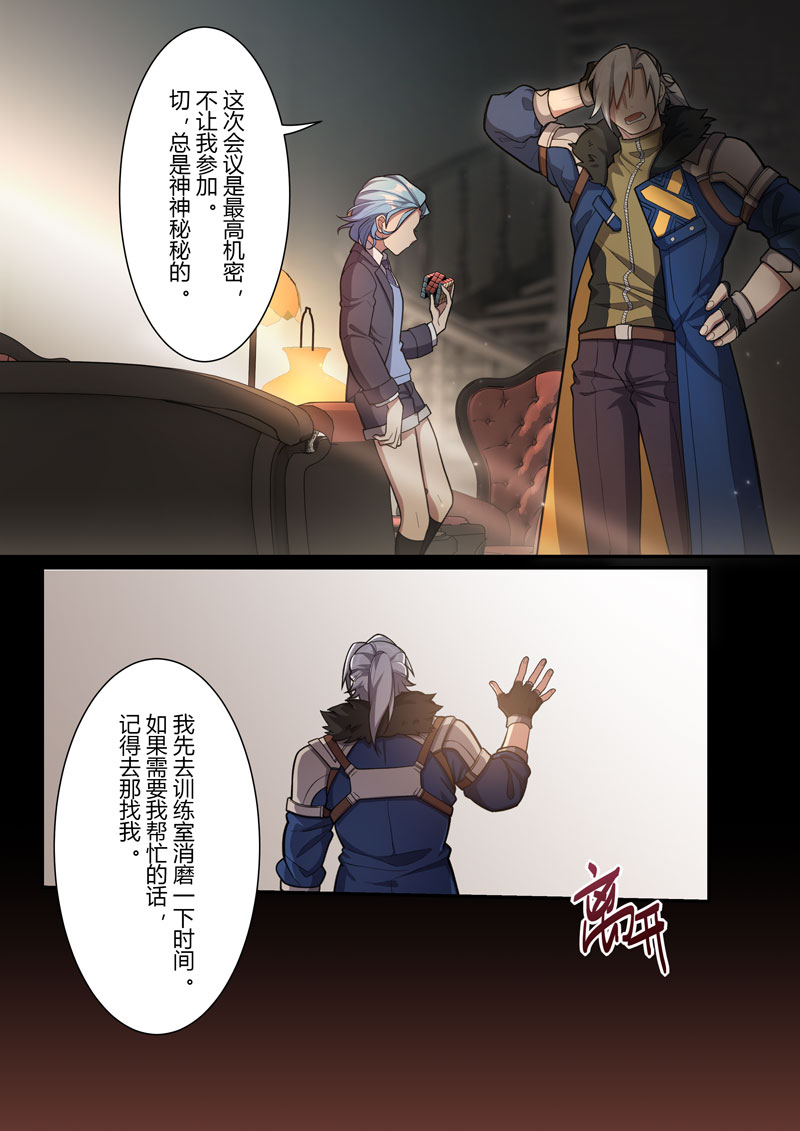 这次会议是最高机密，
不让我参加。
切，总是神神秘秘的。
我先去训练室消磨一下时间。
如果需要我帮忙的话，
记得去那找我。
离开